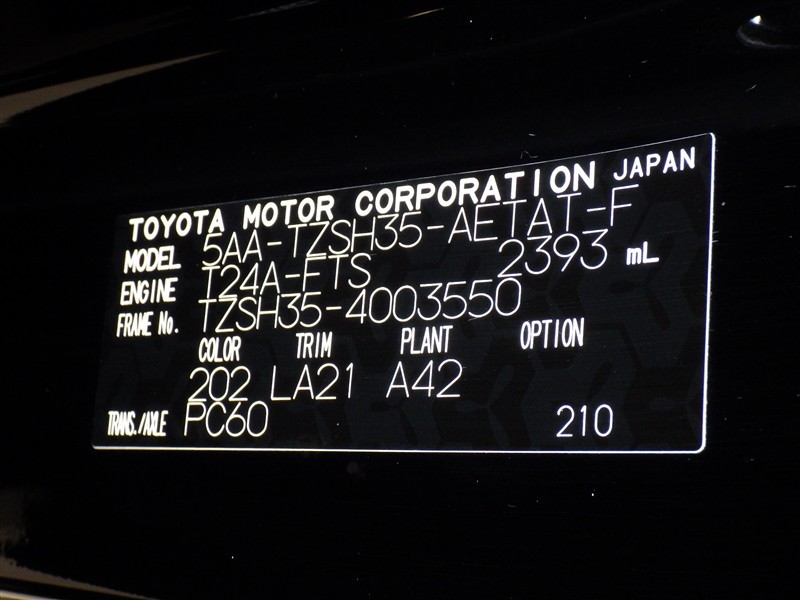 TOYOTA MOTOR CORPORATION JAPAN
MODEL 5AA-TZSH35-AETAT-F
ENGINE T24A-FTS 2393 mL
FRAME No. TZSH35-4003550
COLOR TRIM PLANT OPTION
202 LA21 A42
TRANS./AXLE PC60 210